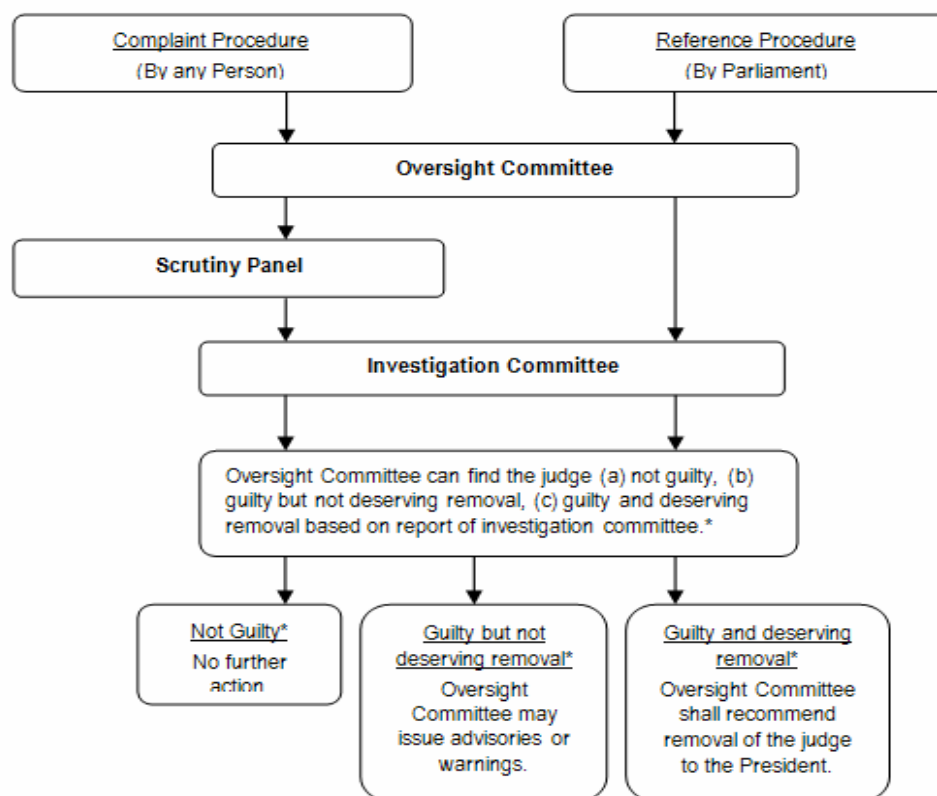 Complaint Procedure
(By any Person)
Reference Procedure
(By Parliament)
Oversight Committee
Scrutiny Panel
Investigation Committee
Oversight Committee can find the judge (a) not guilty, (b)
guilty but not deserving removal, (c) guilty and deserving
removal based on report of investigation committee.*
Not Guilty*
No further
action
Guilty but not
deserving removal*
Oversight
Committee may
issue advisories or
warnings.
Guilty and deserving
removal*
Oversight Committee
shall recommend
removal of the judge
to the President.